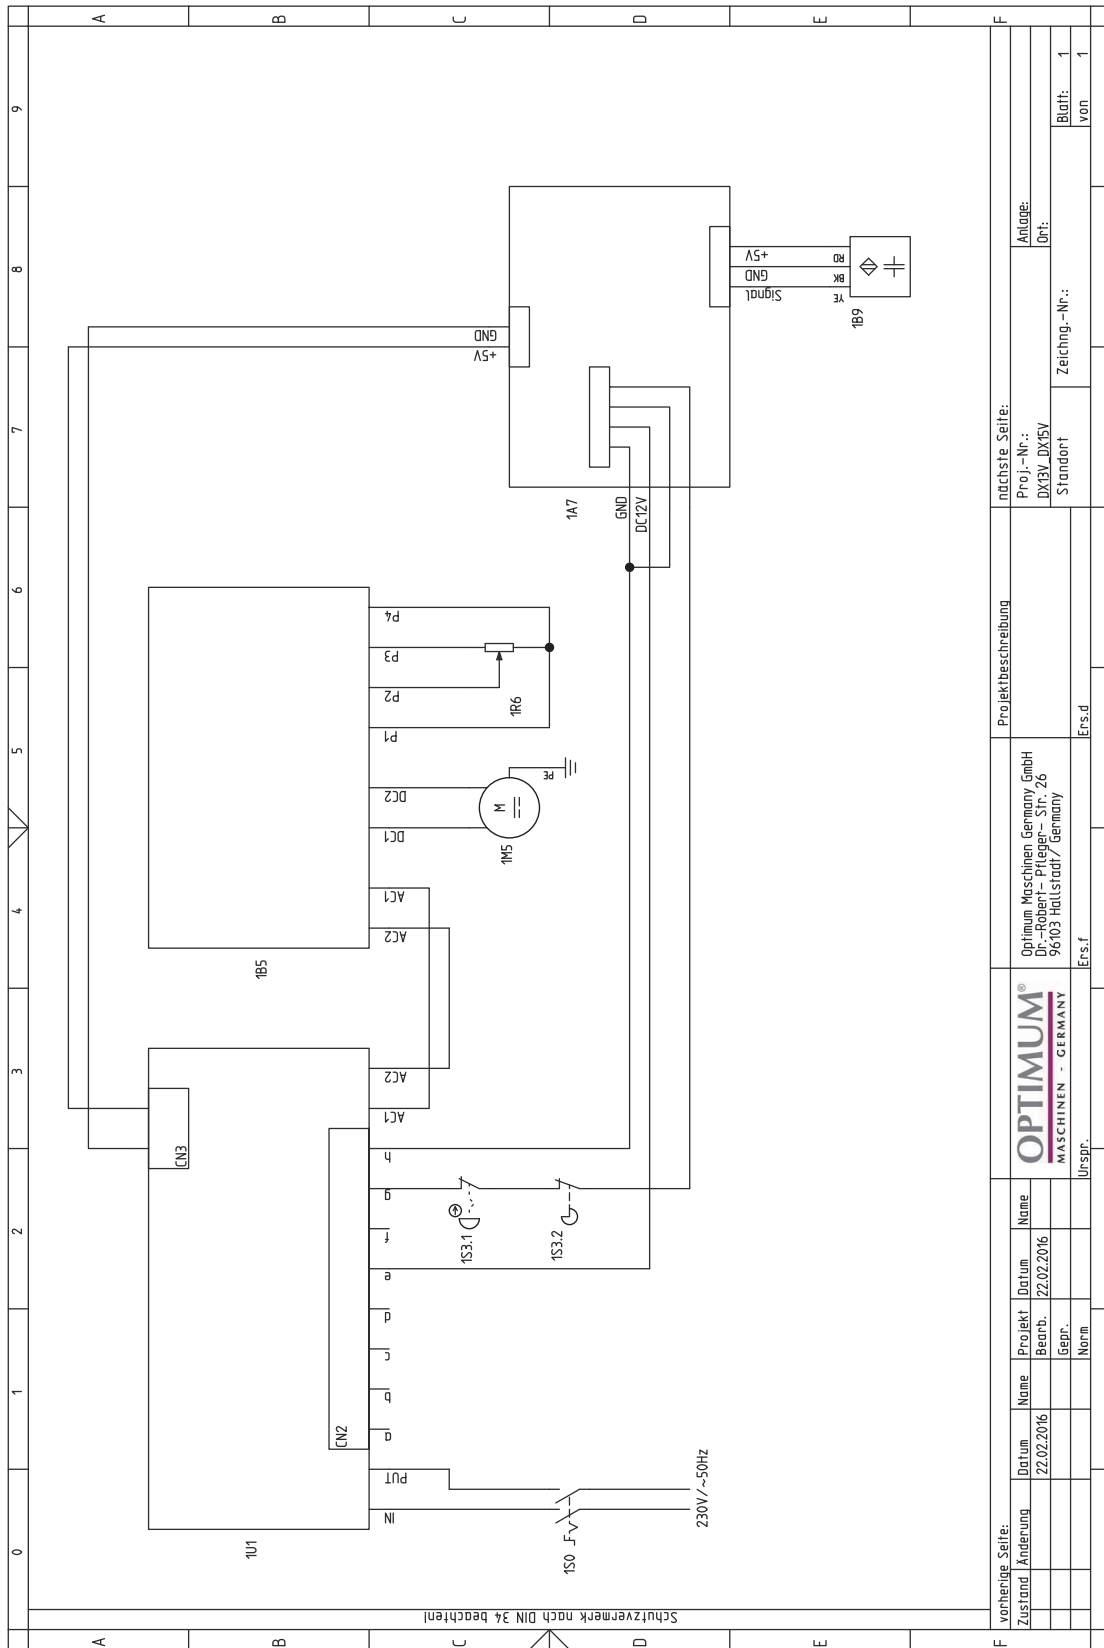 0 1 2 3 4 5 6 7 8 9
A A
B B
C C
D D
E E
F F
Schutzvermerk nach DIN 34 beachten!
1U1
CN3
CN2
IN
PUT
a
b
c
d
e
f
g
h
AC1
AC2
1B5
AC2
AC1
DC1
DC2
P1
P2
P3
P4
1S0
230V/~50Hz
1S3.1
1S3.2
1M5
M
PE
1R6
+5V
GND
1A7
GND
DC12V
Signal
GND
+5V
YE
BK
RD
1B9
vorherige Seite:
Projektbeschreibung
nächste Seite:
Zustand Änderung Datum Name Projekt Datum Name
22.02.2016 Bearb. 22.02.2016
Gepr.
Norm
Urspr.
OPTIMUM®
MASCHINEN - GERMANY
Optimum Maschinen Germany GmbH
Dr.-Robert- Pfleger- Str. 26
96103 Hallstadt/ Germany
Ers.f
Ers.d
Proj.-Nr.:
DX13V_DX15V
Anlage:
Ort:
Standort
Zeichng.-Nr.:
Blatt: 1
von 1